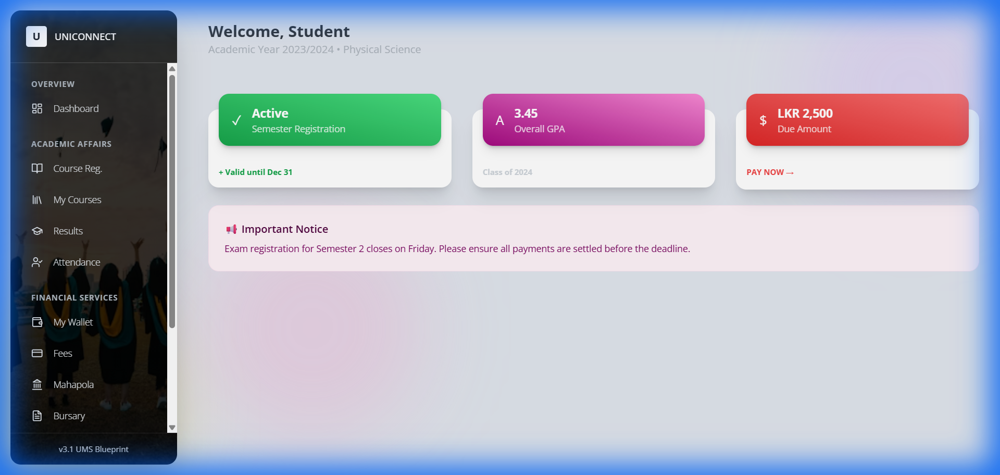 U
UNICONNECT
OVERVIEW
Dashboard
ACADEMIC AFFAIRS
Course Reg.
My Courses
Results
Attendance
FINANCIAL SERVICES
My Wallet
Fees
Mahapola
Bursary
v3.1 UMS Blueprint
Welcome, Student
Academic Year 2023/2024 • Physical Science
✓ Active
Semester Registration
+ Valid until Dec 31
A 3.45
Overall GPA
Class of 2024
$ LKR 2,500
Due Amount
PAY NOW →
📢 Important Notice
Exam registration for Semester 2 closes on Friday. Please ensure all payments are settled before the deadline.